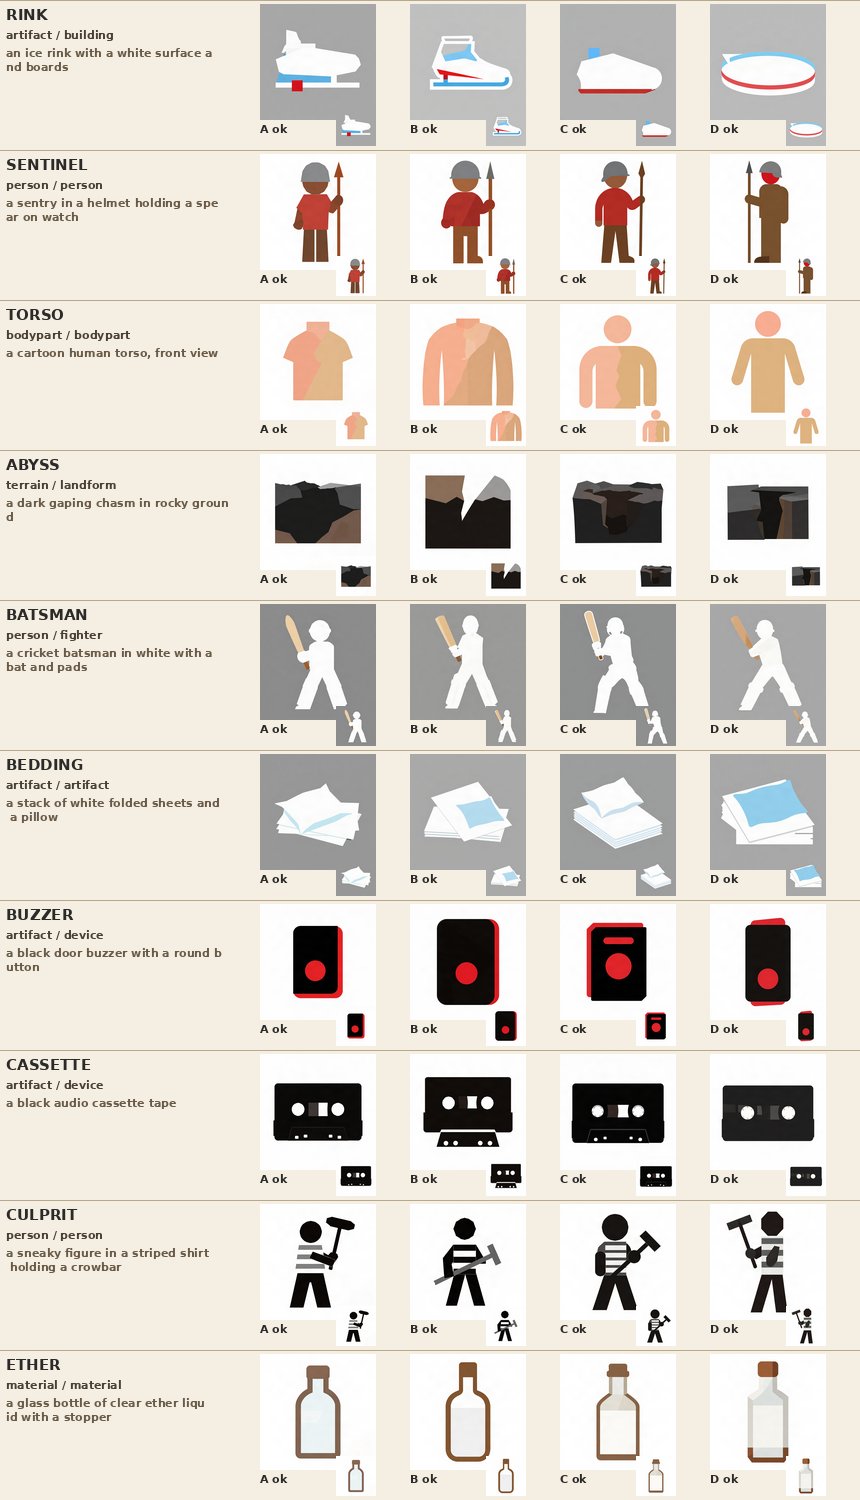 RINK
artifact / building
an ice rink with a white surface a
nd boards
A ok
B ok
C ok
D ok
SENTINEL
person / person
a sentry in a helmet holding a spe
ar on watch
A ok
B ok
C ok
D ok
TORSO
bodypart / bodypart
a cartoon human torso, front view
A ok
B ok
C ok
D ok
ABYSS
terrain / landform
a dark gaping chasm in rocky groun
d
A ok
B ok
C ok
D ok
BATSMAN
person / fighter
a cricket batsman in white with a
bat and pads
A ok
B ok
C ok
D ok
BEDDING
artifact / artifact
a stack of white folded sheets and
a pillow
A ok
B ok
C ok
D ok
BUZZER
artifact / device
a black door buzzer with a round b
utton
A ok
B ok
C ok
D ok
CASSETTE
artifact / device
a black audio cassette tape
A ok
B ok
C ok
D ok
CULPRIT
person / person
a sneaky figure in a striped shirt
holding a crowbar
A ok
B ok
C ok
D ok
ETHER
material / material
a glass bottle of clear ether liqu
id with a stopper
A ok
B ok
C ok
D ok